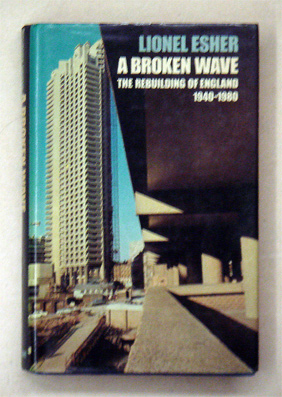 LIONEL ESHER
A BROKEN WAVE
THE REBUILDING OF ENGLAND
1940-1980